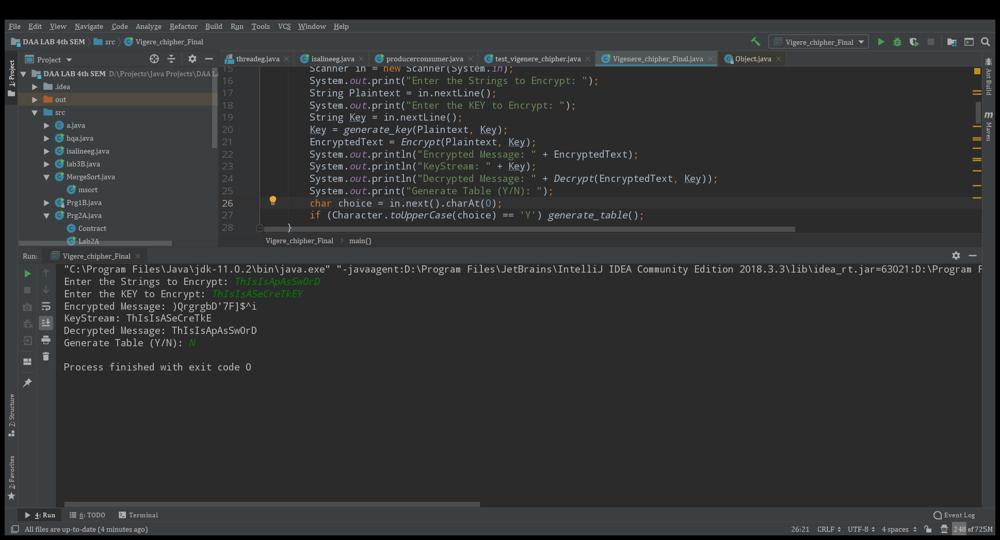 File Edit View Navigate Code Analyze Refactor Build Run Tools VCS Window Help
DAA LAB 4th SEM src Vigere_chipher_Final Vigere_chipher_Final
1: Project
Project
threadeg.java isalineeg.java producerconsumer.java test_vigenere_chipher.java Vigenere_chipher_Final.java Object.java
DAA LAB 4th SEM D:\Projects\Java Projects\DAA LA
.idea
out
src
a.java
hqa.java
isalineeg.java
lab3B.java
MergeSort.java
msort
Prg1B.java
Prg2A.java
Contract
Lab2A
15 Scanner in = new Scanner(System.in);
16 System.out.print("Enter the Strings to Encrypt: ");
17 String Plaintext = in.nextLine();
18 System.out.print("Enter the KEY to Encrypt: ");
19 String Key = in.nextLine();
20 Key = generate_key(Plaintext, Key);
21 EncryptedText = Encrypt(Plaintext, Key);
22 System.out.println("Encrypted Message: " + EncryptedText);
23 System.out.println("KeyStream: " + Key);
24 System.out.println("Decrypted Message: " + Decrypt(EncryptedText, Key));
25 System.out.print("Generate Table (Y/N): ");
26 char choice = in.next().charAt(0);
27 if (Character.toUpperCase(choice) == 'Y') generate_table();
28 }
Vigere_chipher_Final main()
Ant Build
m Maven
Run: Vigere_chipher_Final
"C:\Program Files\Java\jdk-11.0.2\bin\java.exe" "-javaagent:D:\Program Files\JetBrains\IntelliJ IDEA Community Edition 2018.3.3\lib\idea_rt.jar=63021:D:\Program F
Enter the Strings to Encrypt: ThIsIsApAsSwOrD
Enter the KEY to Encrypt: ThIsIsASeCreTkEY
Encrypted Message: )QrgrgbD'7F]$^i
KeyStream: ThIsIsASeCreTkE
Decrypted Message: ThIsIsApAsSwOrD
Generate Table (Y/N): N
Process finished with exit code 0
7: Structure
2: Favorites
4: Run 6: TODO Terminal Event Log
All files are up-to-date (4 minutes ago) 26:21 CRLF UTF-8 4 spaces 248 of 725M